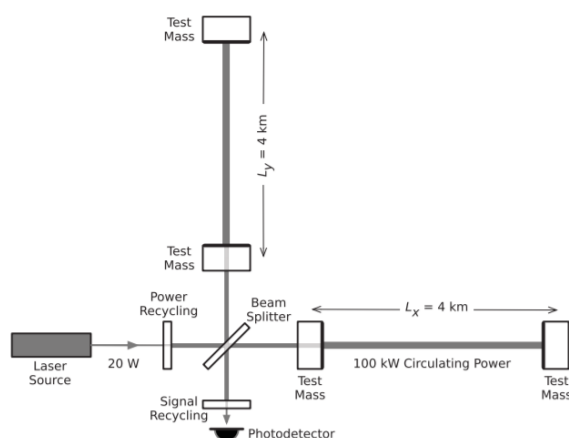 Test
Mass
L_y = 4 km
Test
Mass
Power
Recycling
Beam
Splitter
L_x = 4 km
20 W
Laser
Source
100 kW Circulating Power
Test
Mass
Test
Mass
Signal
Recycling
Photodetector